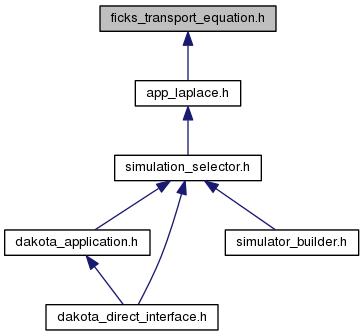 ficks_transport_equation.h
app_laplace.h
simulation_selector.h
dakota_application.h
simulator_builder.h
dakota_direct_interface.h